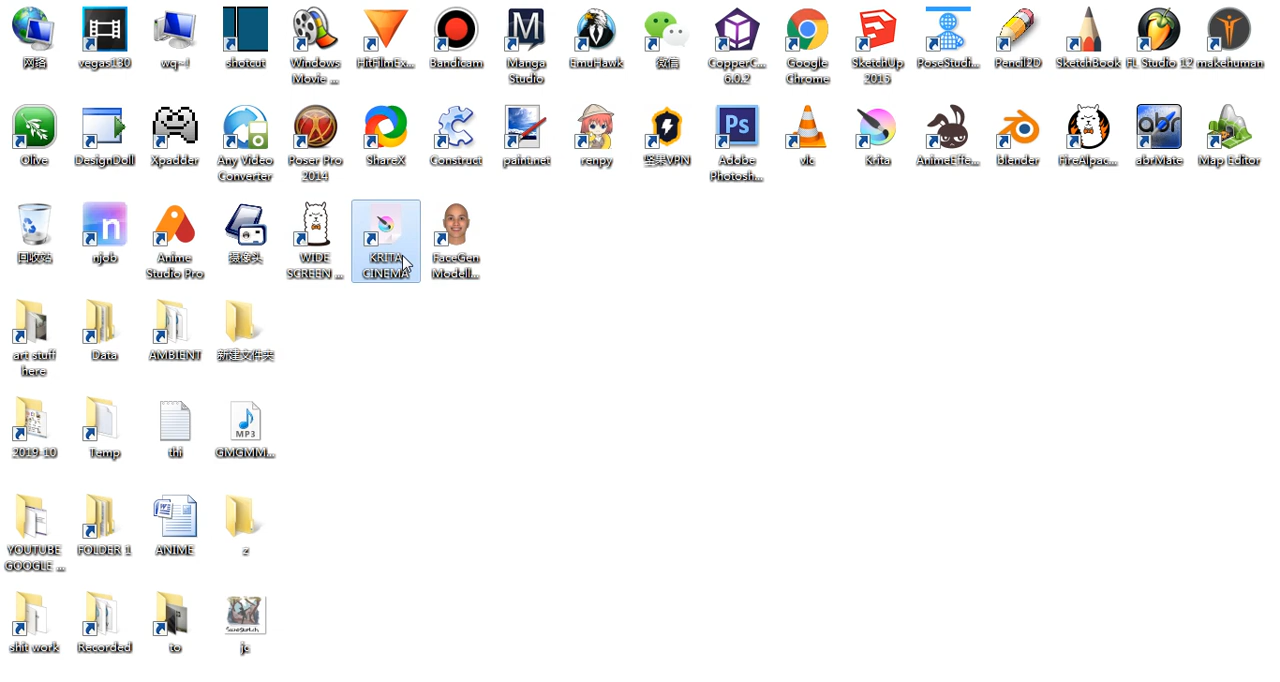 网络
vegas130
wq~!
shotcut
Windows
Movie ...
HitFilmEx...
Bandicam
Manga
Studio
EmuHawk
微信
CopperC...
6.0.2
Google
Chrome
SketchUp
2015
PoseStudi...
Pencil2D
SketchBook
FL Studio 12
makehuman
Olive
DesignDoll
Xpadder
Any Video
Converter
Poser Pro
2014
ShareX
Construct
paint.net
renpy
坚果VPN
Ps
Adobe
Photosh...
vlc
Krita
AnimeEffe...
blender
FireAlpac...
abr
abrMate
Map Editor
回收站
n
njob
Anime
Studio Pro
摄像头
WIDE
SCREEN ...
KRITA
CINEMA
FaceGen
Modell...
art stuff
here
Data
AMBIENT
新建文件夹
2019-10
Temp
thi
MP3
GMGMM...
YOUTUBE
GOOGLE ...
FOLDER 1
ANIME
z
shit work
Recorded
to
jc